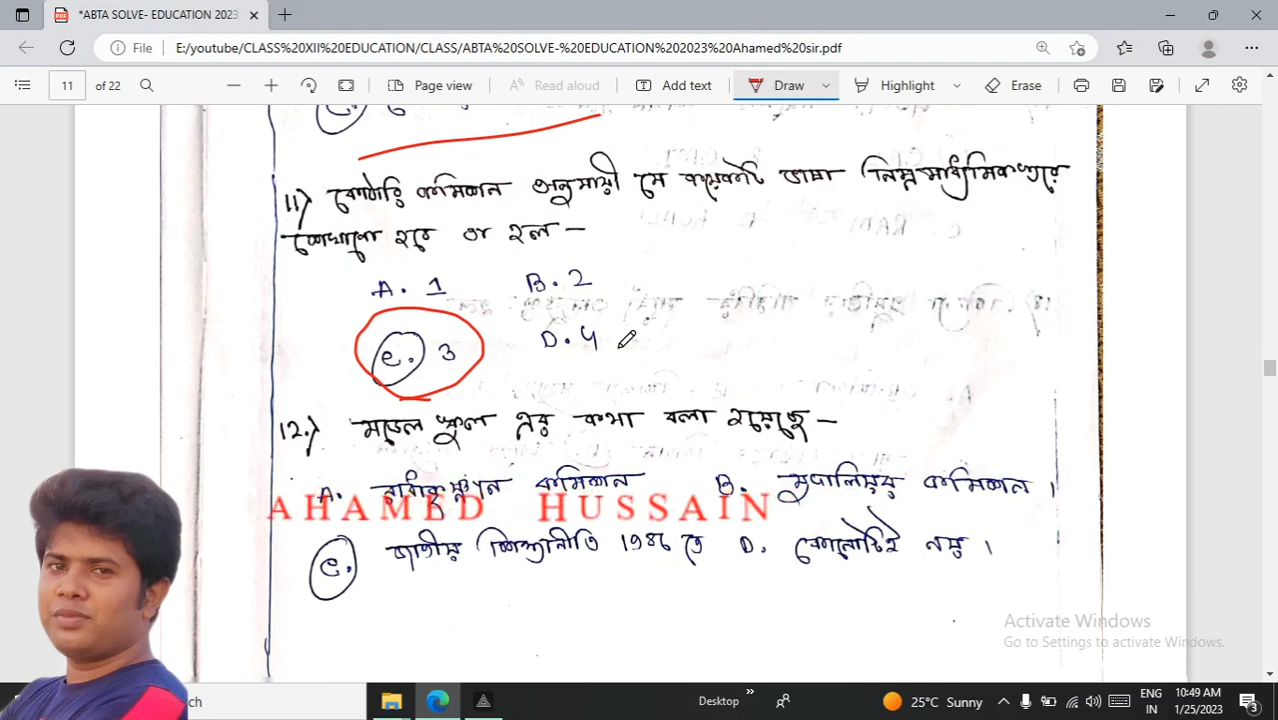 *ABTA SOLVE- EDUCATION 2023
File
E:/youtube/CLASS%20XII%20EDUCATION/CLASS/ABTA%20SOLVE-%20EDUCATION%202023%20Ahamed%20sir.pdf
11 of 22
Page view
Read aloud
Add text
Draw
Highlight
Erase
11) কোঠারি কমিশন অনুযায়ী যে কয়েকটি ভাষা নিম্নমাধ্যমিকস্তরে
শেখানো হবে তা হল -
A. 1 B. 2
C. 3 D. 4
12.) মডেল স্কুল এর কথা বলা হয়েছে -
A. রাধাকৃষ্ণণ কমিশন B. মুদালিয়র কমিশন।
C. জাতীয় শিক্ষানীতি 1986 তে D. কোনোটিই নয়।
AHAMED HUSSAIN
Activate Windows
Go to Settings to activate Windows.
ch
Desktop
25°C Sunny
ENG
IN
10:49 AM
1/25/2023
3